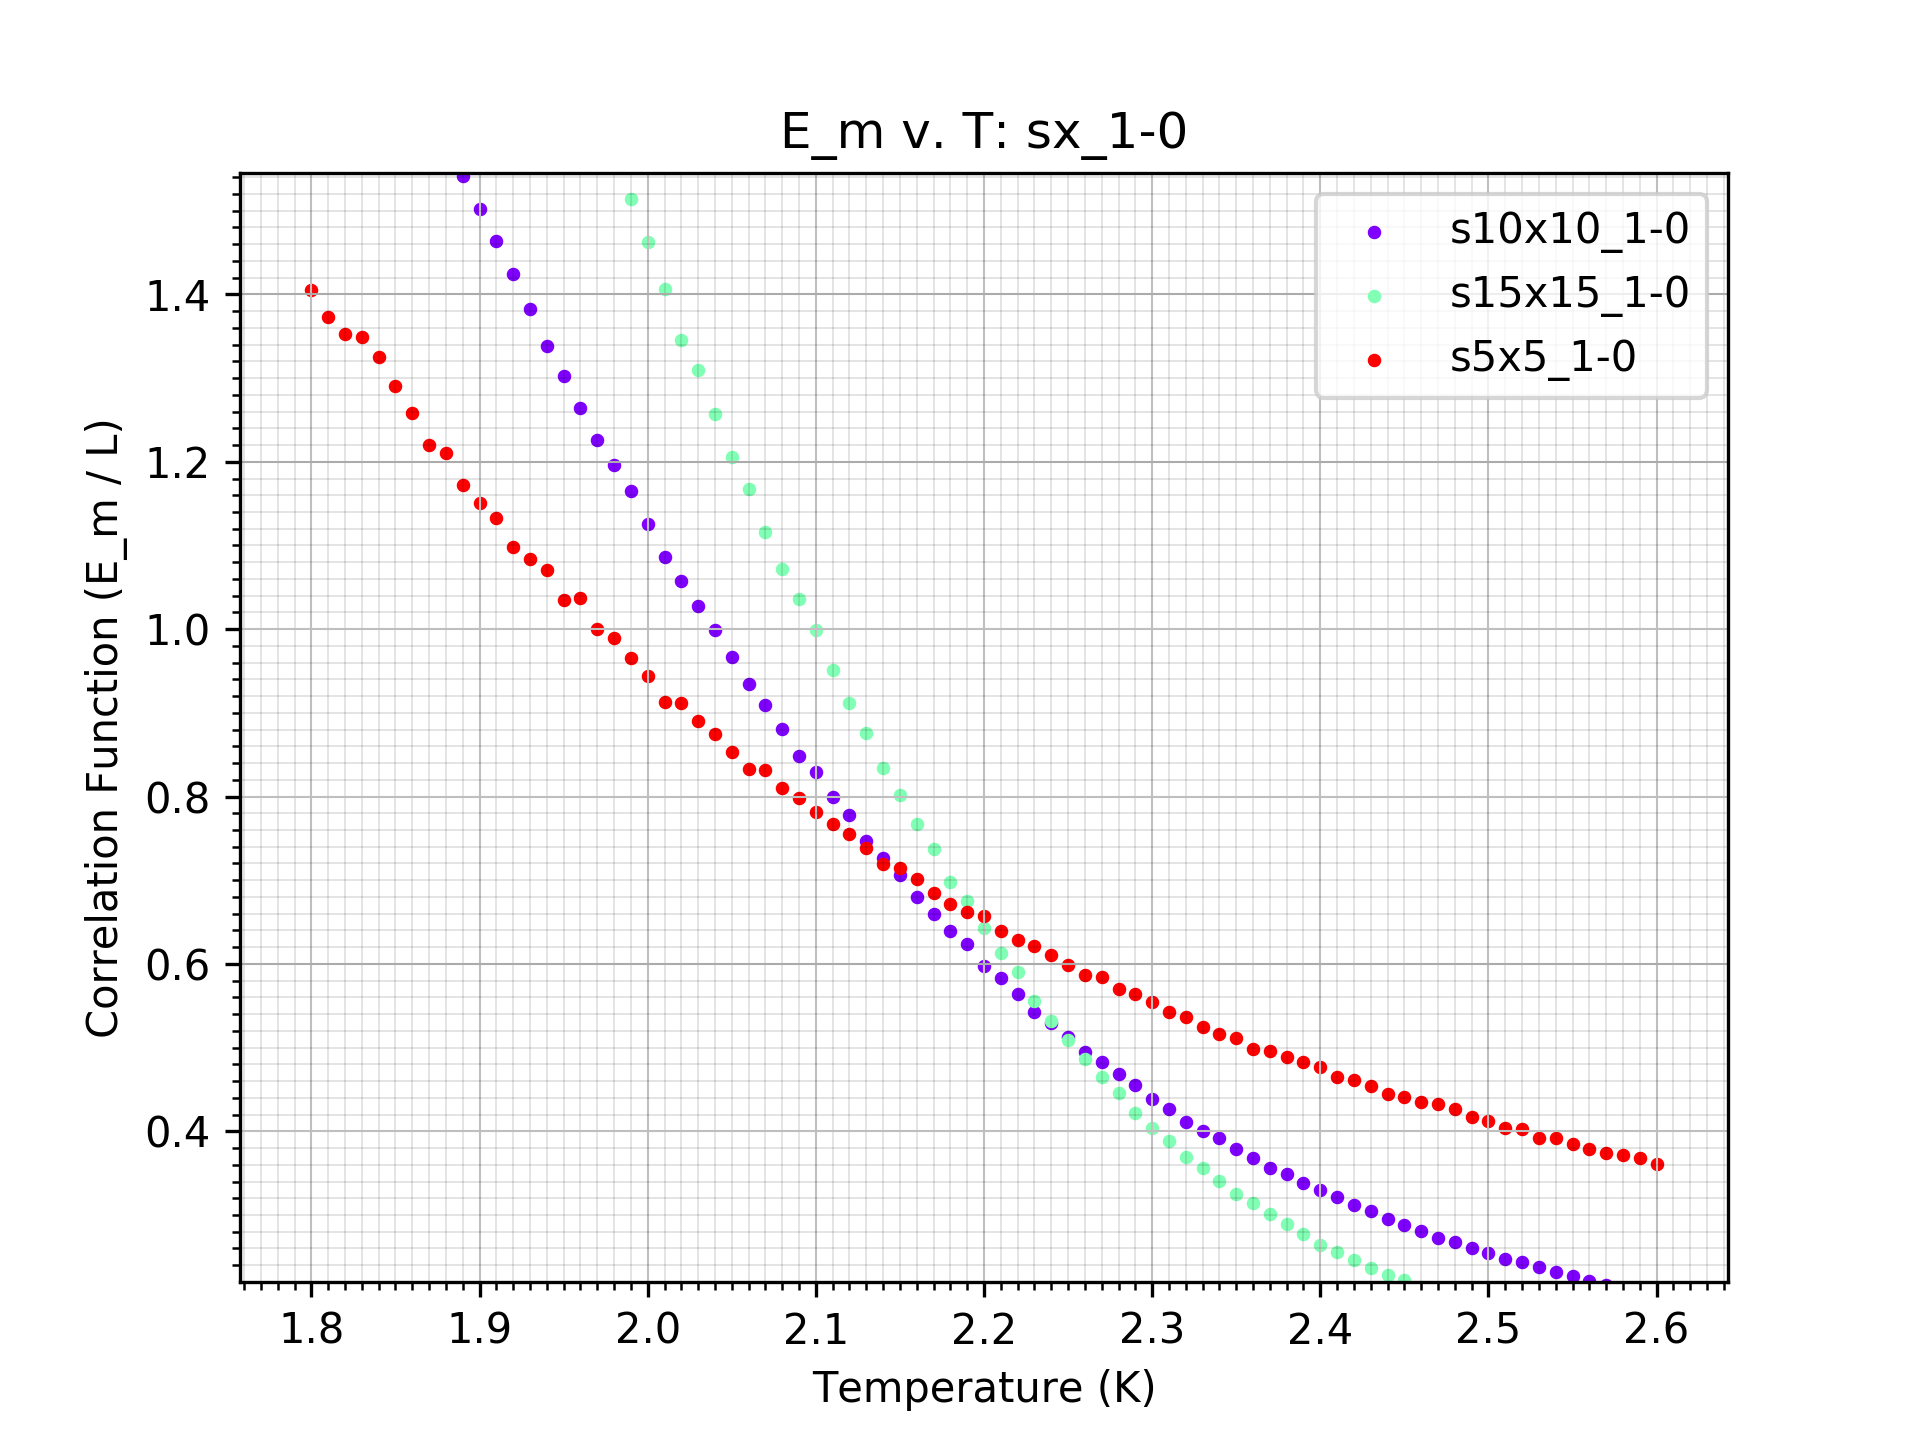 E_m v. T: sx_1-0
s10x10_1-0
s15x15_1-0
s5x5_1-0
Correlation Function (E_m / L)
1.4
1.2
1.0
0.8
0.6
0.4
1.8 1.9 2.0 2.1 2.2 2.3 2.4 2.5 2.6
Temperature (K)